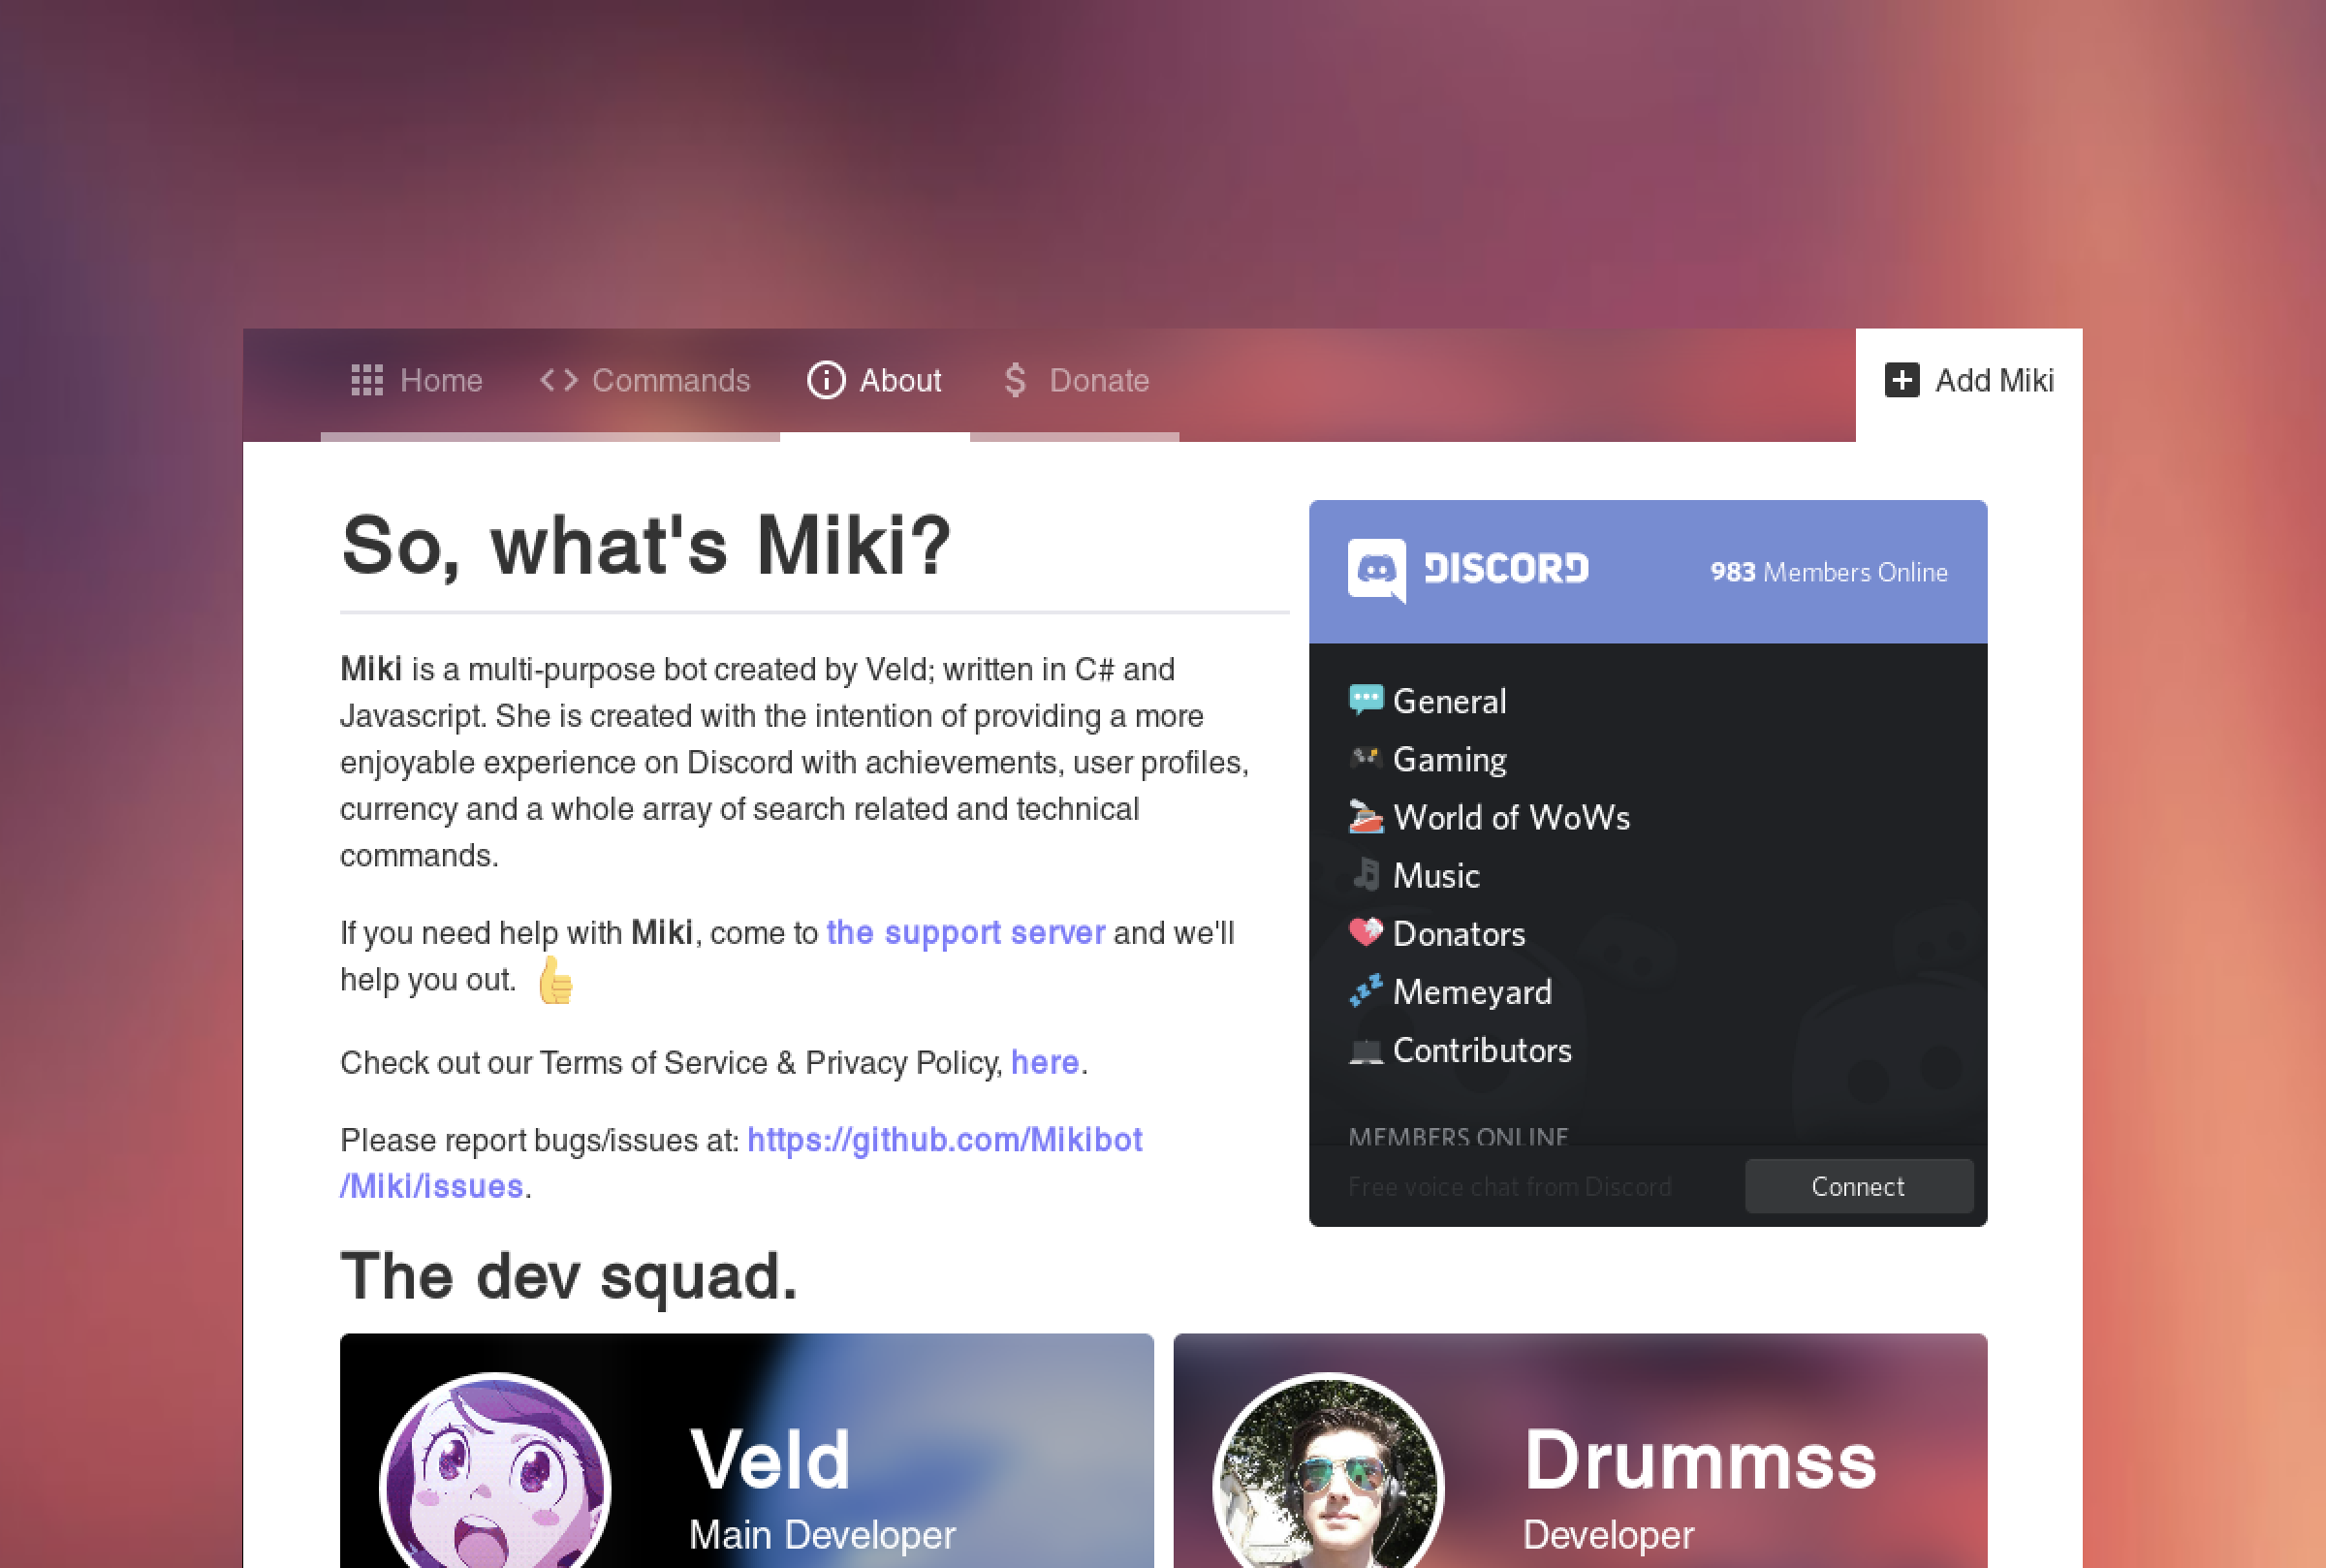 Home
Commands
About
Donate
Add Miki
So, what's Miki?
Miki is a multi-purpose bot created by Veld; written in C# and
Javascript. She is created with the intention of providing a more
enjoyable experience on Discord with achievements, user profiles,
currency and a whole array of search related and technical
commands.
If you need help with Miki, come to the support server and we'll
help you out.
Check out our Terms of Service & Privacy Policy, here.
Please report bugs/issues at: https://github.com/Mikibot
/Miki/issues.
DISCORD
983 Members Online
General
Gaming
World of WoWs
Music
Donators
Memeyard
Contributors
MEMBERS ONLINE
Free voice chat from Discord
Connect
The dev squad.
Veld
Main Developer
Drummss
Developer